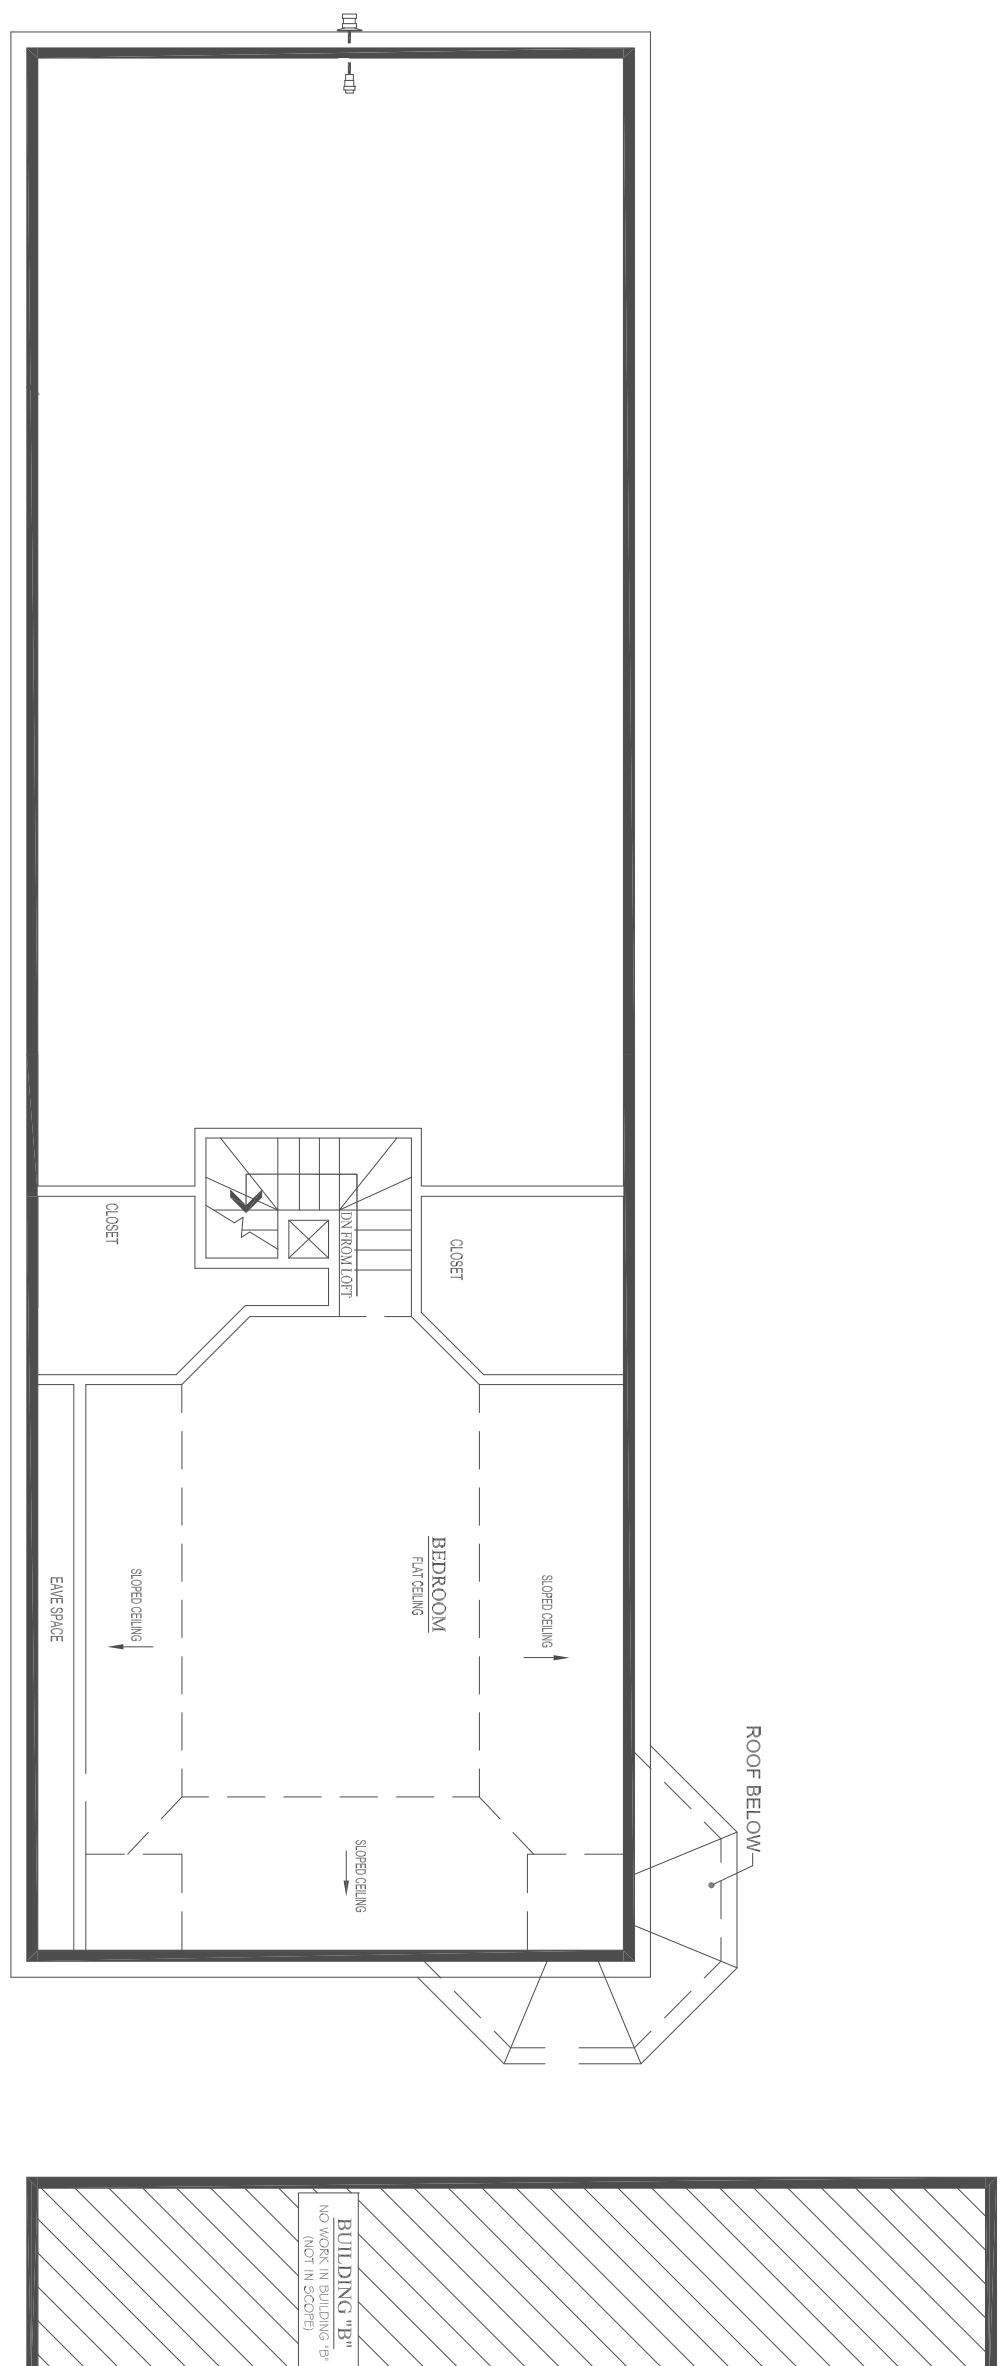 CLOSET
CLOSET
DN FROM LOFT
BEDROOM
FLAT CEILING
SLOPED CEILING
SLOPED CEILING
EAVE SPACE
ROOF BELOW
SLOPED CEILING
BUILDING "B"
NO WORK IN BUILDING "B"
(NOT IN SCOPE)